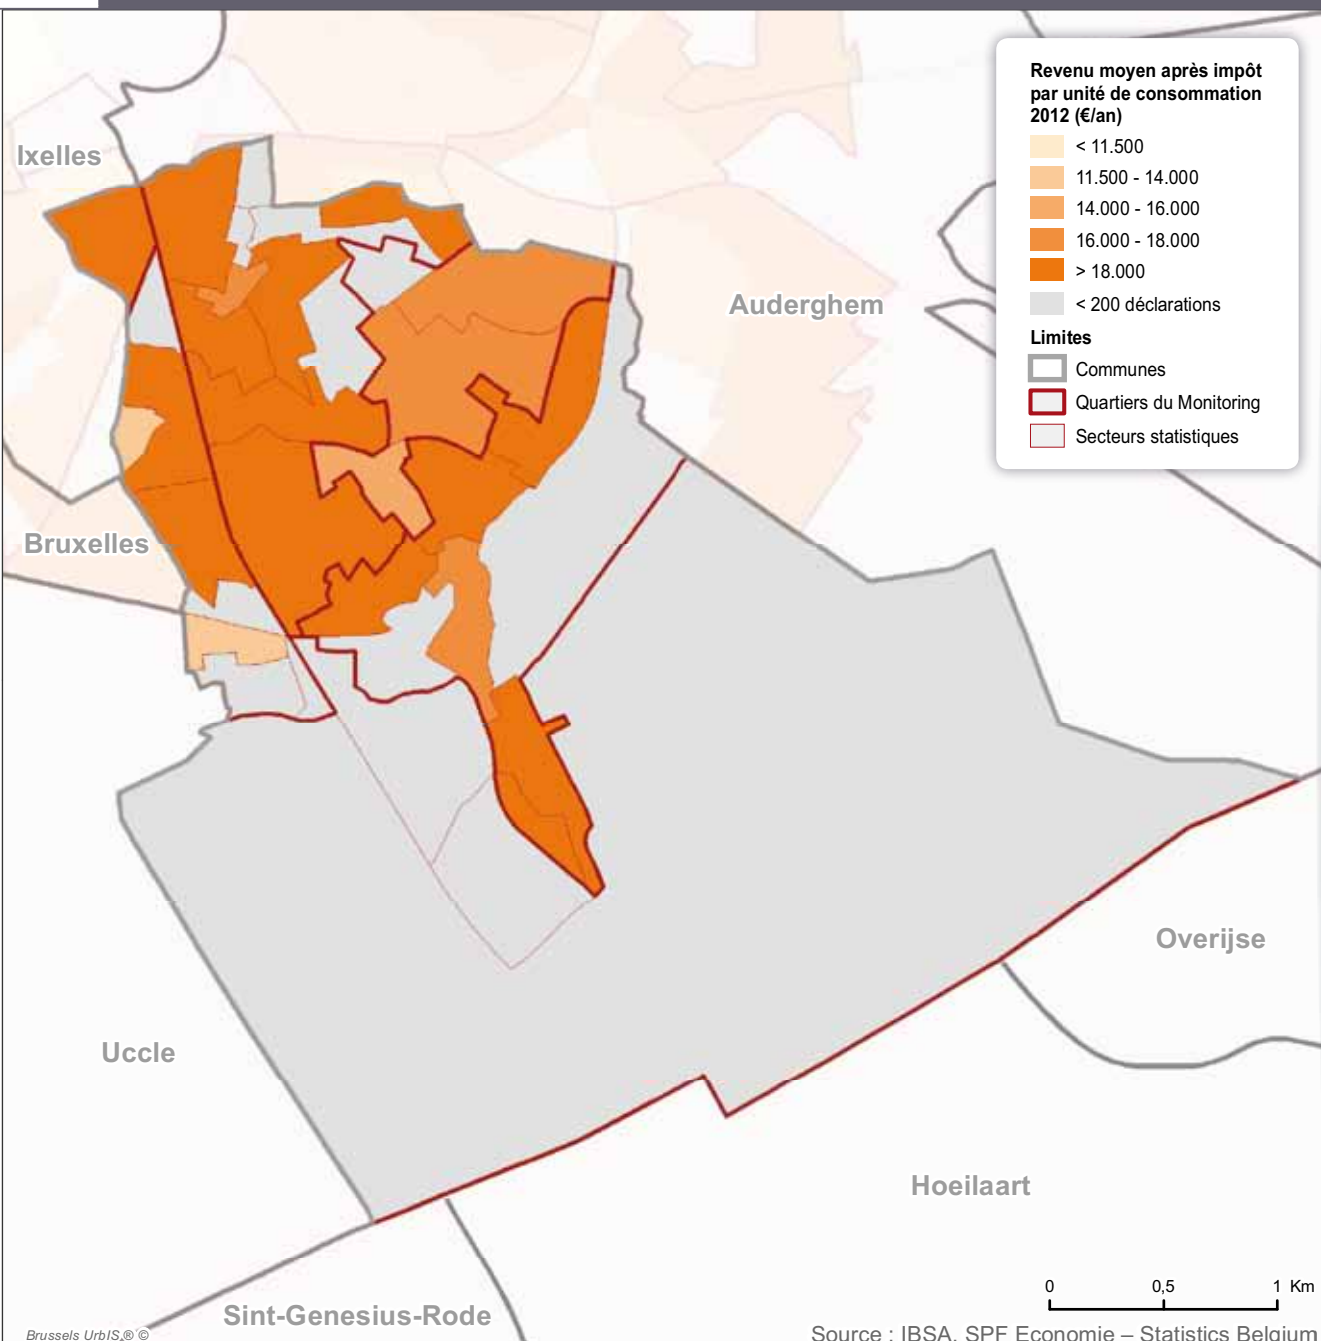 Revenu moyen après impôt
par unité de consommation
2012 (€/an)
< 11.500
11.500 - 14.000
14.000 - 16.000
16.000 - 18.000
> 18.000
< 200 déclarations
Limites
Communes
Quartiers du Monitoring
Secteurs statistiques
Ixelles
Auderghem
Bruxelles
Overijse
Uccle
Hoeilaart
Sint-Genesius-Rode
0 0,5 1 Km
Brussels UrbIS ® ©
Source : IBSA, SPF Economie – Statistics Belgium